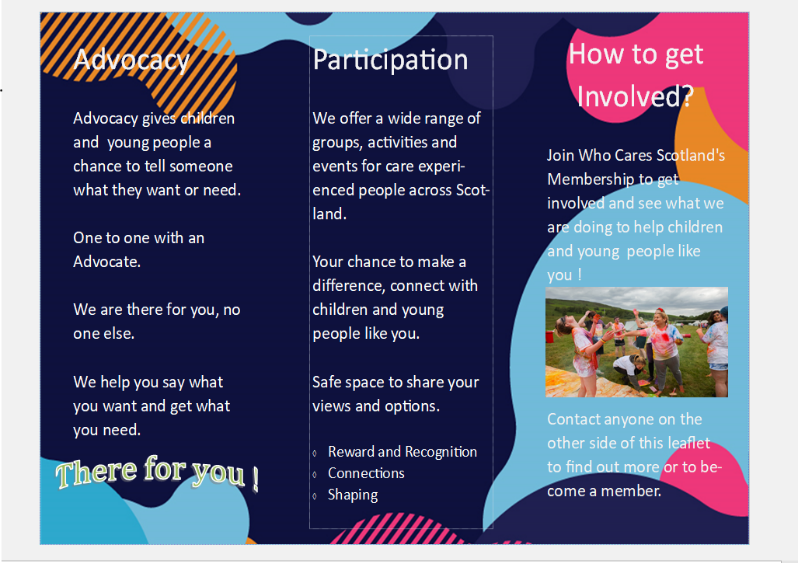 Advocacy
Advocacy gives children
and  young people a
chance to tell someone
what they want or need.
One to one with an
Advocate.
We are there for you, no
one else.
We help you say what
you want and get what
you need.
There for you !
Participation
We offer a wide range of
groups, activities and
events for care experi-
enced people across Scot-
land.
Your chance to make a
difference, connect with
children and young
people like you.
Safe space to share your
views and options.
◊ Reward and Recognition
◊ Connections
◊ Shaping
How to get
Involved?
Join Who Cares Scotland's
Membership to get
involved and see what we
are doing to help children
and young  people like
you !
Contact anyone on the
other side of this leaflet
to find out more or to be-
come a member.